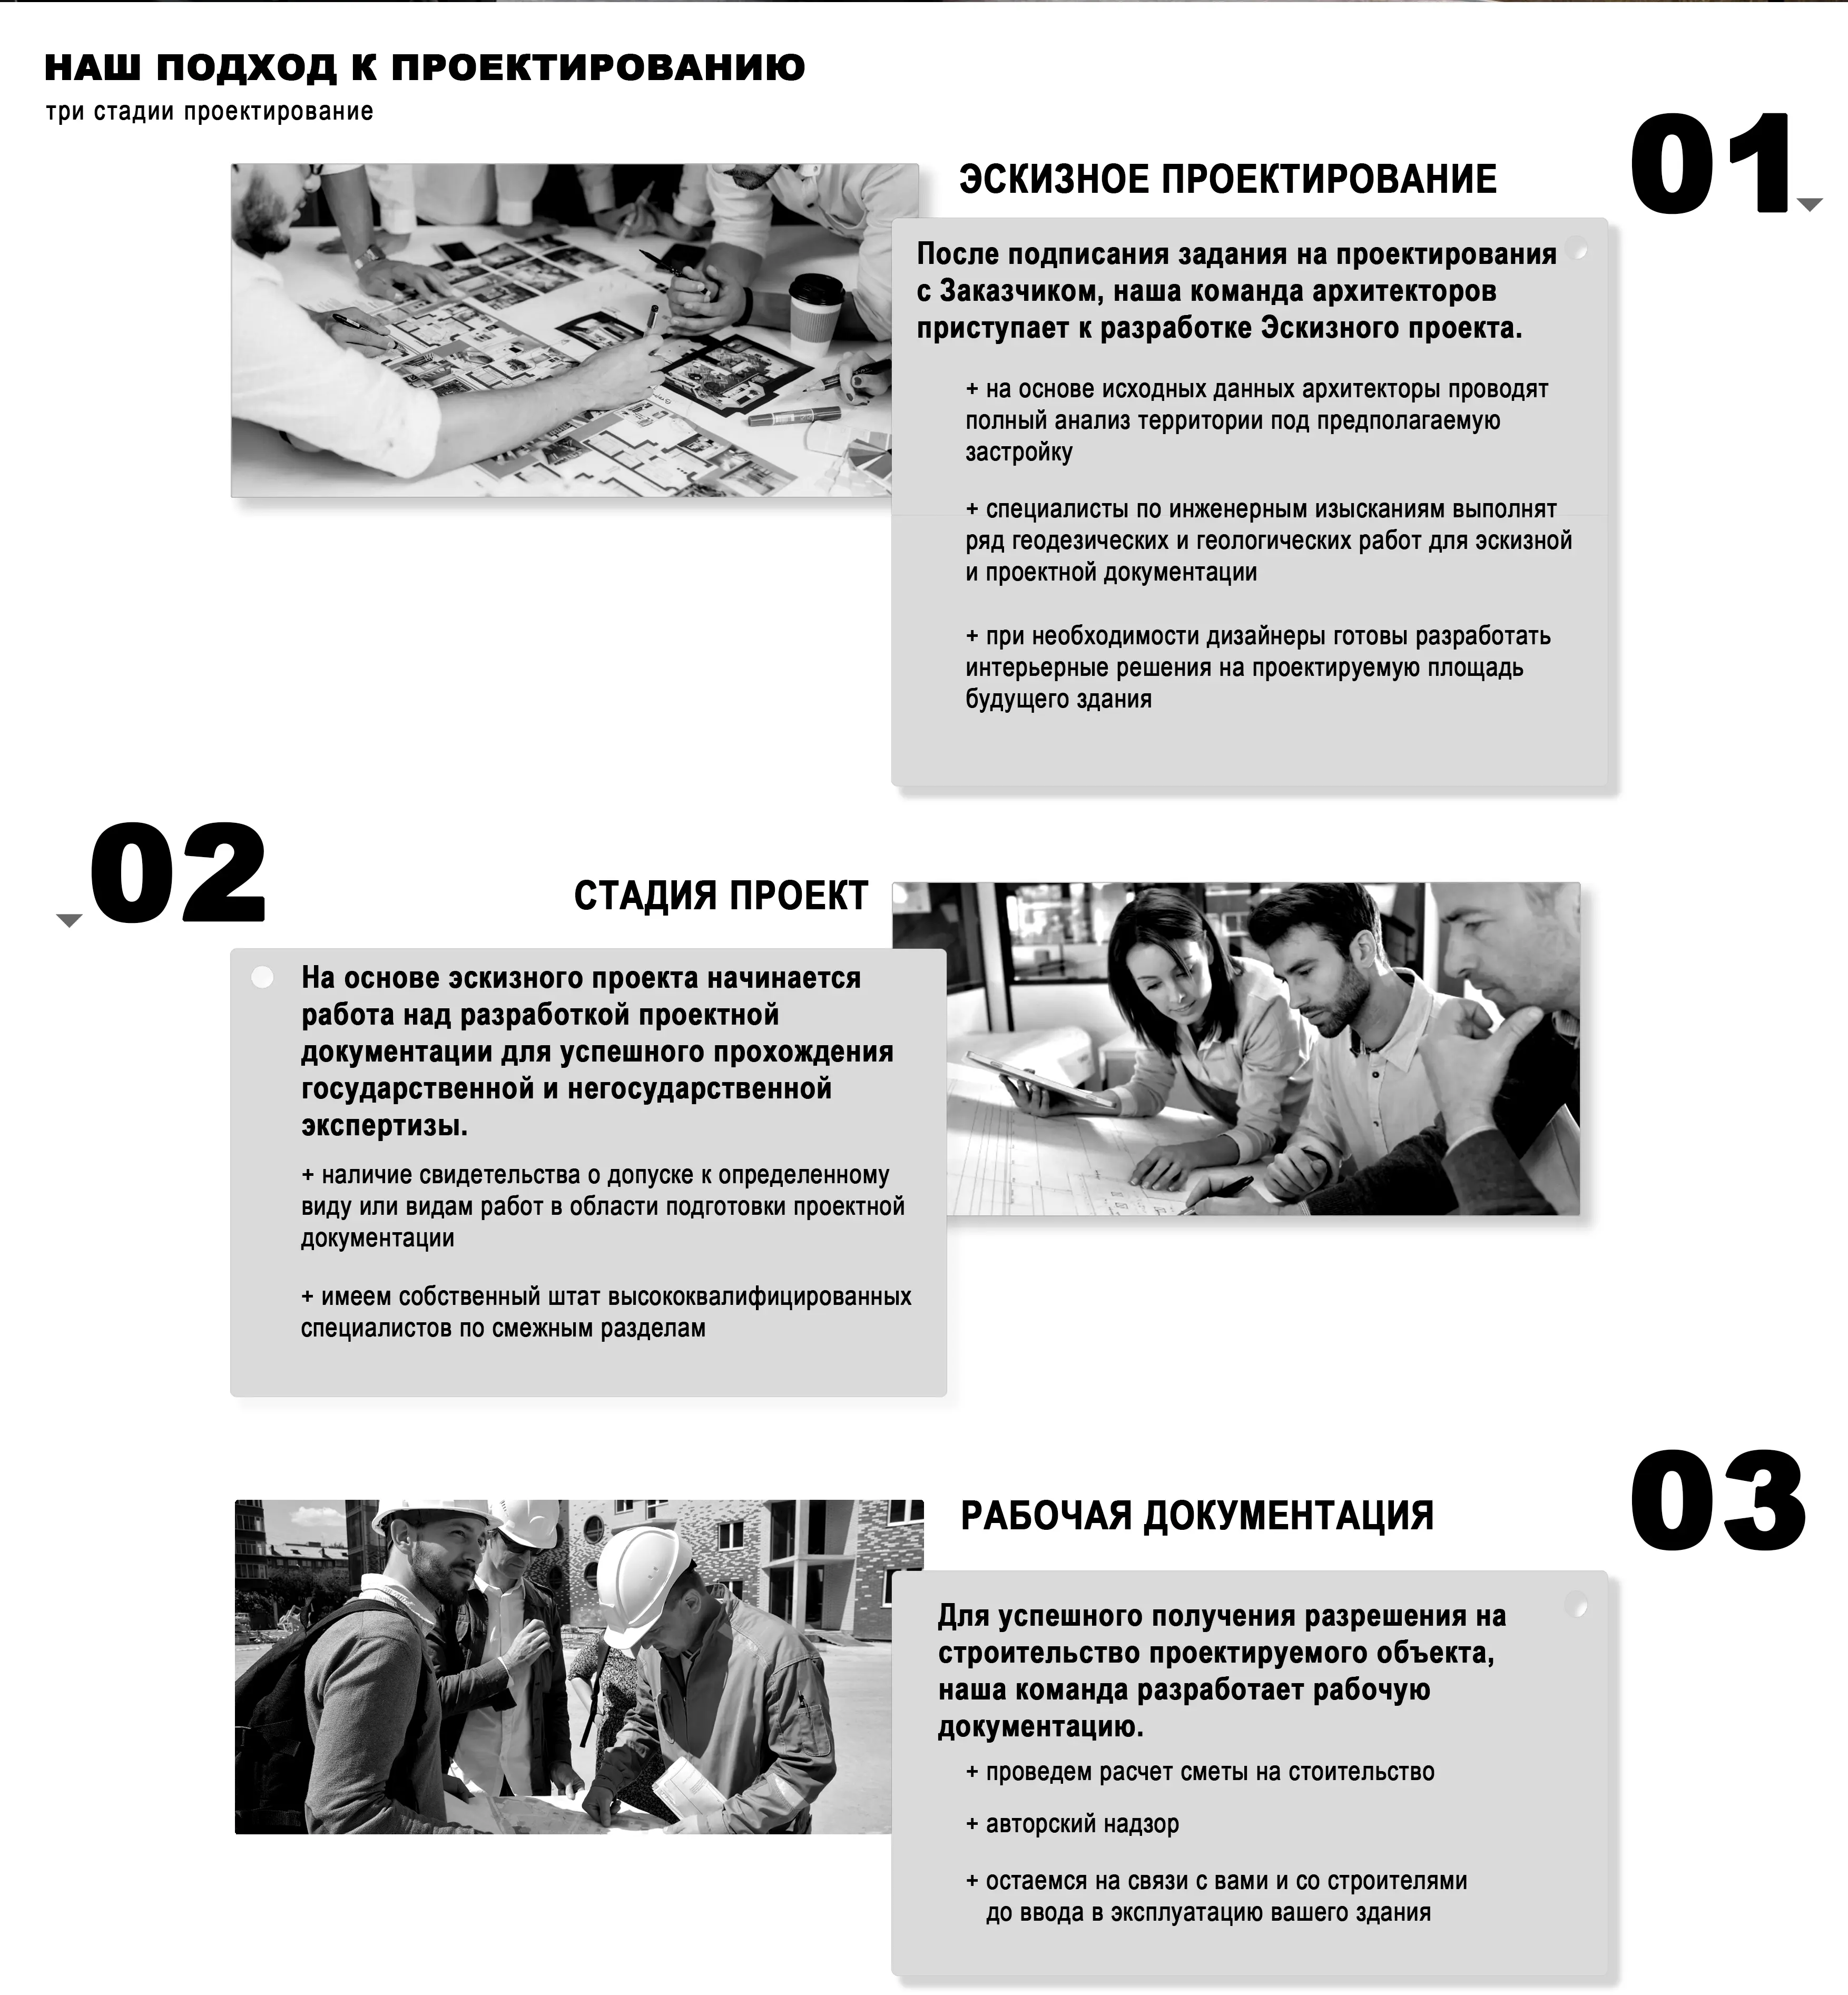 НАШ ПОДХОД К ПРОЕКТИРОВАНИЮ
три стадии проектирование
01
ЭСКИЗНОЕ ПРОЕКТИРОВАНИЕ
После подписания задания на проектирования
с Заказчиком, наша команда архитекторов
приступает к разработке Эскизного проекта.
+ на основе исходных данных архитекторы проводят
полный анализ территории под предполагаемую
застройку
+ специалисты по инженерным изысканиям выполнят
ряд геодезических и геологических работ для эскизной
и проектной документации
+ при необходимости дизайнеры готовы разработать
интерьерные решения на проектируемую площадь
будущего здания
02
СТАДИЯ ПРОЕКТ
На основе эскизного проекта начинается
работа над разработкой проектной
документации для успешного прохождения
государственной и негосударственной
экспертизы.
+ наличие свидетельства о допуске к определенному
виду или видам работ в области подготовки проектной
документации
+ имеем собственный штат высококвалифицированных
специалистов по смежным разделам
03
РАБОЧАЯ ДОКУМЕНТАЦИЯ
Для успешного получения разрешения на
строительство проектируемого объекта,
наша команда разработает рабочую
документацию.
+ проведем расчет сметы на стоительство
+ авторский надзор
+ остаемся на связи с вами и со строителями
до ввода в эксплуатацию вашего здания